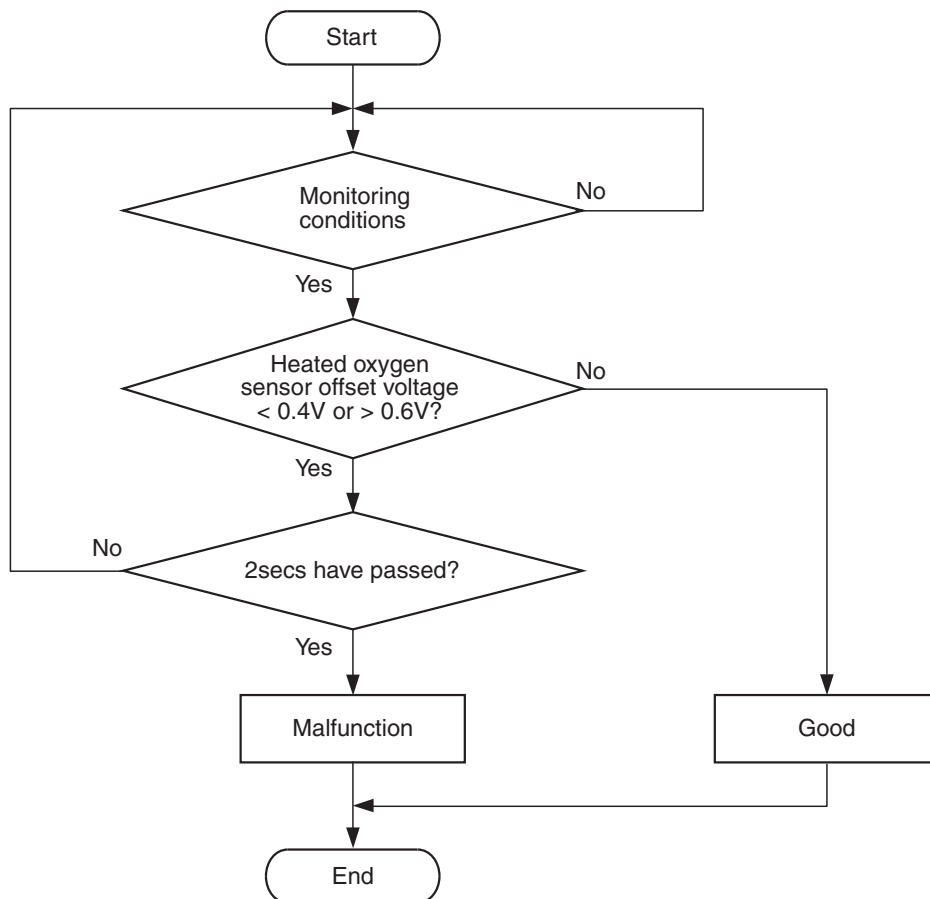 Start
No
Monitoring
conditions
Yes
Heated oxygen
sensor offset voltage
< 0.4V or > 0.6V?
No
Yes
No
2secs have passed?
Yes
Malfunction
Good
End